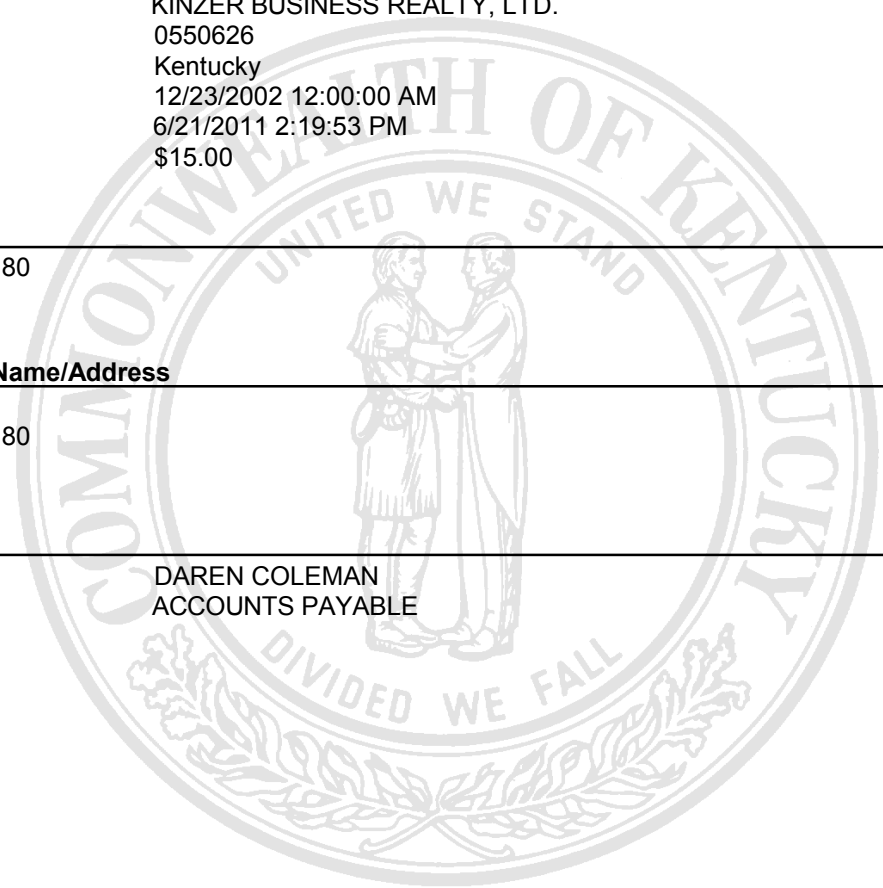 KINZER BUSINESS REALTY, LTD.
0550626
Kentucky
12/23/2002 12:00:00 AM
6/21/2011 2:19:53 PM
$15.00
80
Name/Address
80
DAREN COLEMAN
ACCOUNTS PAYABLE
COMMONWEALTH OF KENTUCKY
UNITED WE STAND
DIVIDED WE FALL